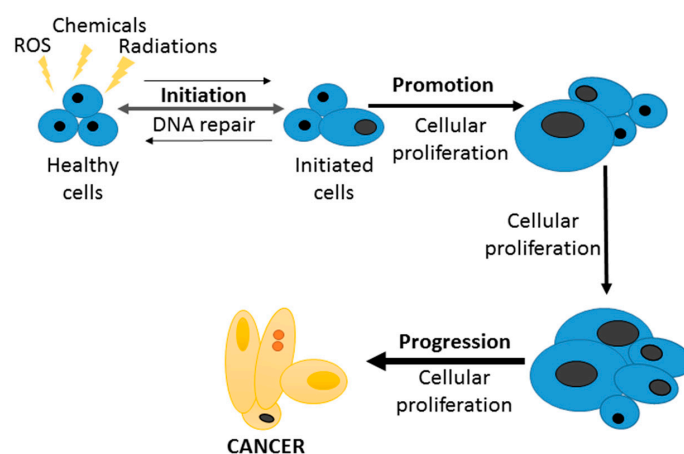 Chemicals
ROS
Radiations
Initiation
DNA repair
Healthy
cells
Initiated
cells
Promotion
Cellular
proliferation
Cellular
proliferation
Progression
Cellular
proliferation
CANCER